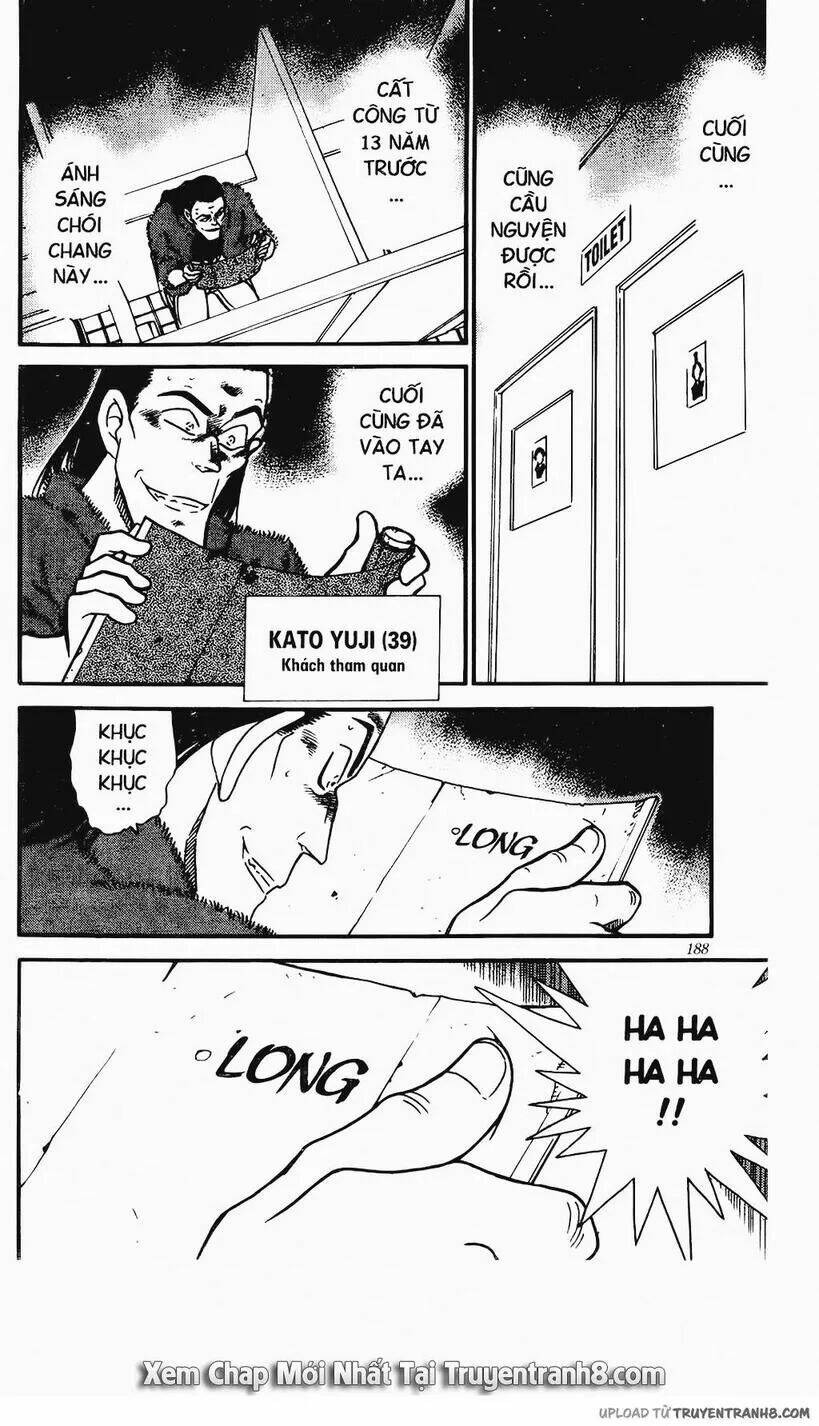 CUỐI
CÙNG
...
CŨNG
CẦU
NGUYỆN
ĐƯỢC
RỒI...
TOILET
CẤT
CÔNG TỪ
13 NĂM
TRƯỚC
...
ÁNH
SÁNG
CHÓI
CHANG
NÀY...
CUỐI
CÙNG ĐÃ
VÀO TAY
TA...
KATO YUJI (39)
Khách tham quan
KHỤC
KHỤC
KHỤC
...
LONG
188
HA HA
HA HA
!!
LONG
Xem Chap Mới Nhất Tại Truyentranh8.com
UPLOAD TỪ TRUYENTRANH8.COM